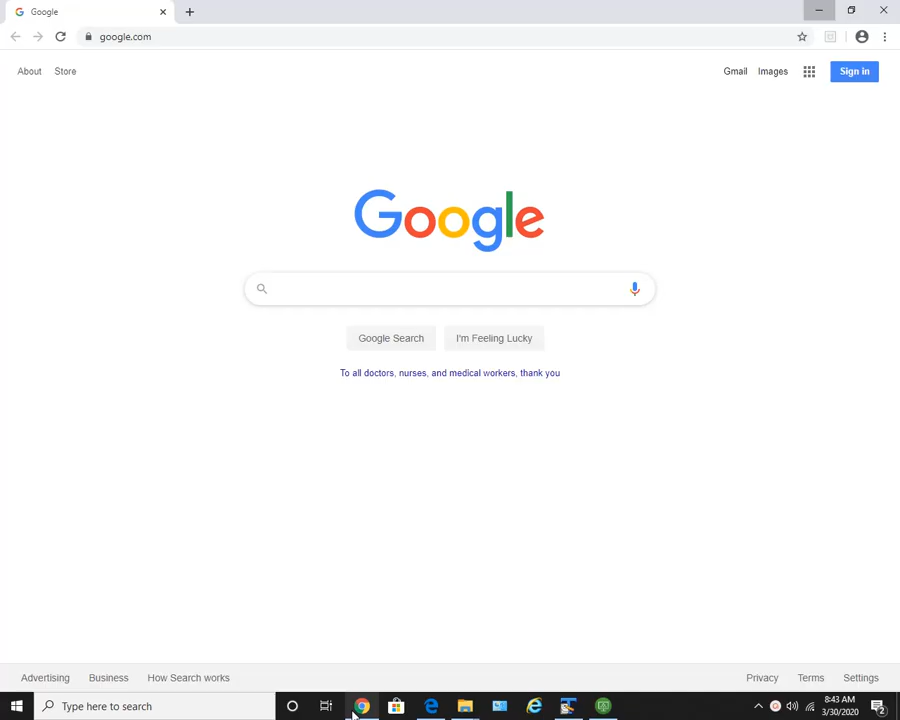 Google
google.com
About Store Gmail Images Sign in
Google
Google Search I'm Feeling Lucky
To all doctors, nurses, and medical workers, thank you
Advertising Business How Search works Privacy Terms Settings
Type here to search 8:43 AM
3/30/2020 2